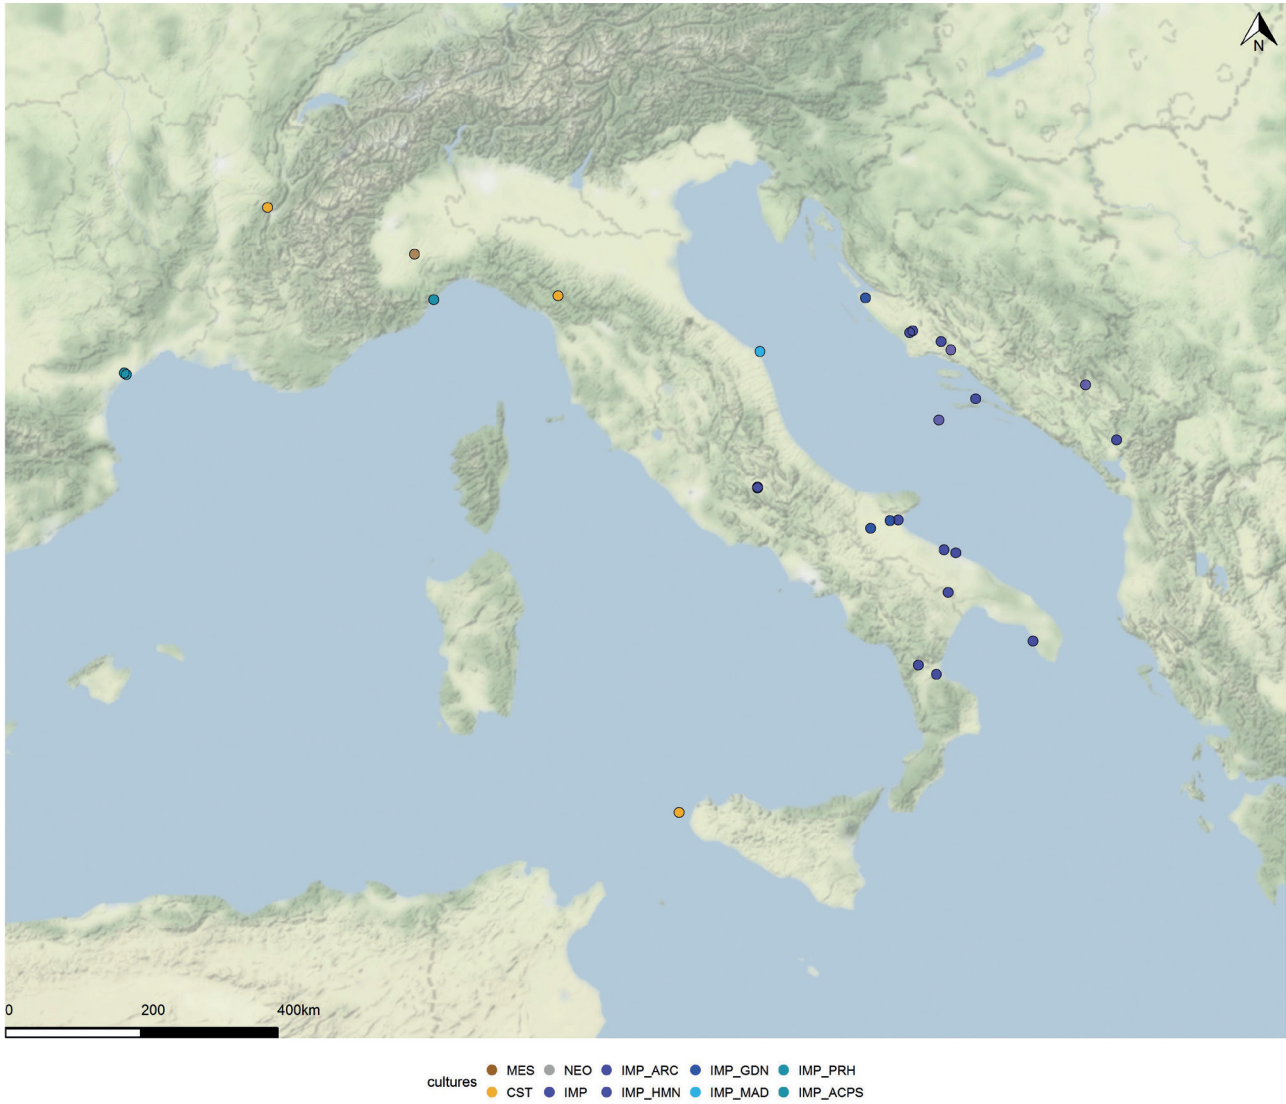 N
0 200 400km
cultures
MES NEO IMP_ARC IMP_GDN IMP_PRH
CST IMP IMP_HMN IMP_MAD IMP_ACPS